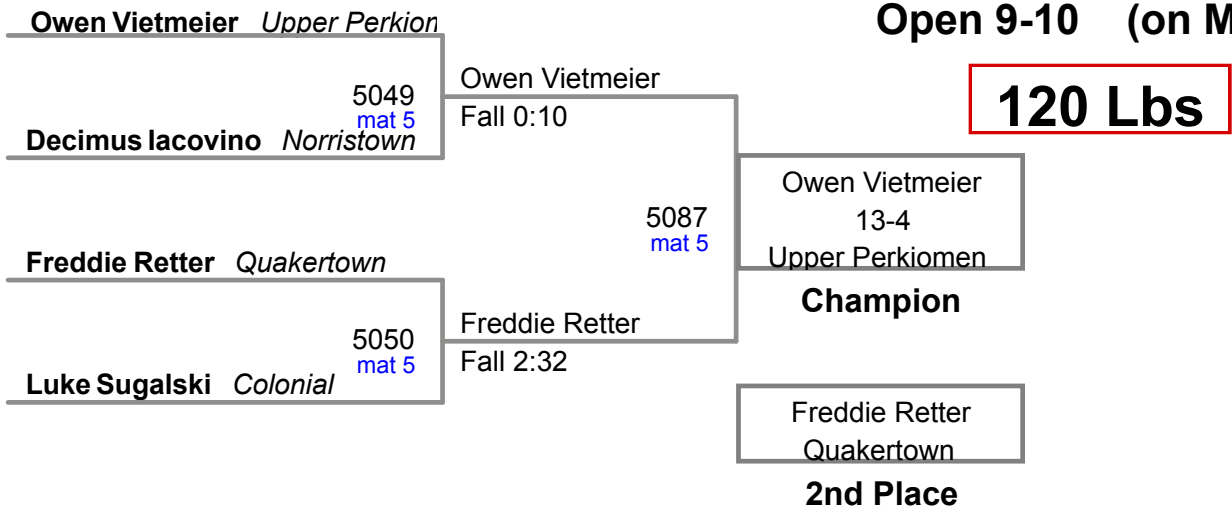 Owen Vietmeier Upper Perkion
Open 9-10 (on M
120 Lbs
5049
mat 5
Owen Vietmeier
Fall 0:10
Decimus Iacovino Norristown
5087
mat 5
Owen Vietmeier
13-4
Upper Perkiomen
Champion
Freddie Retter Quakertown
5050
mat 5
Freddie Retter
Fall 2:32
Luke Sugalski Colonial
Freddie Retter
Quakertown
2nd Place